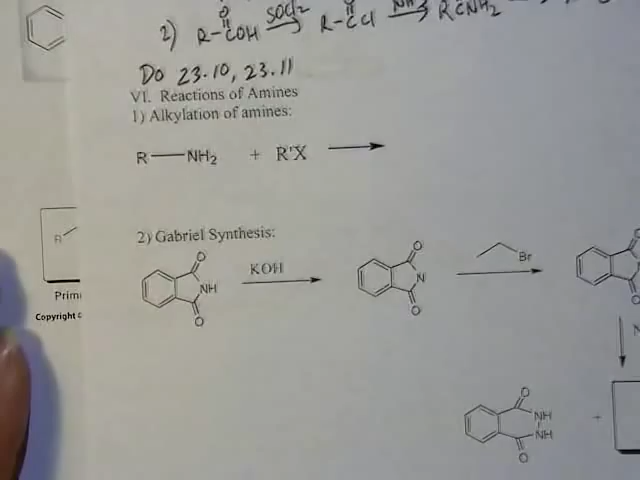 2) R-COH SOCl2 R-CCl NH3 RCNH2
O O
Do 23.10, 23.11
VI. Reactions of Amines
1) Alkylation of amines:
R NH2 + R'X
2) Gabriel Synthesis:
O O O
NH KOH N Br
O O O
R
Prim
Copyright ©
N
O
NH
NH +
O